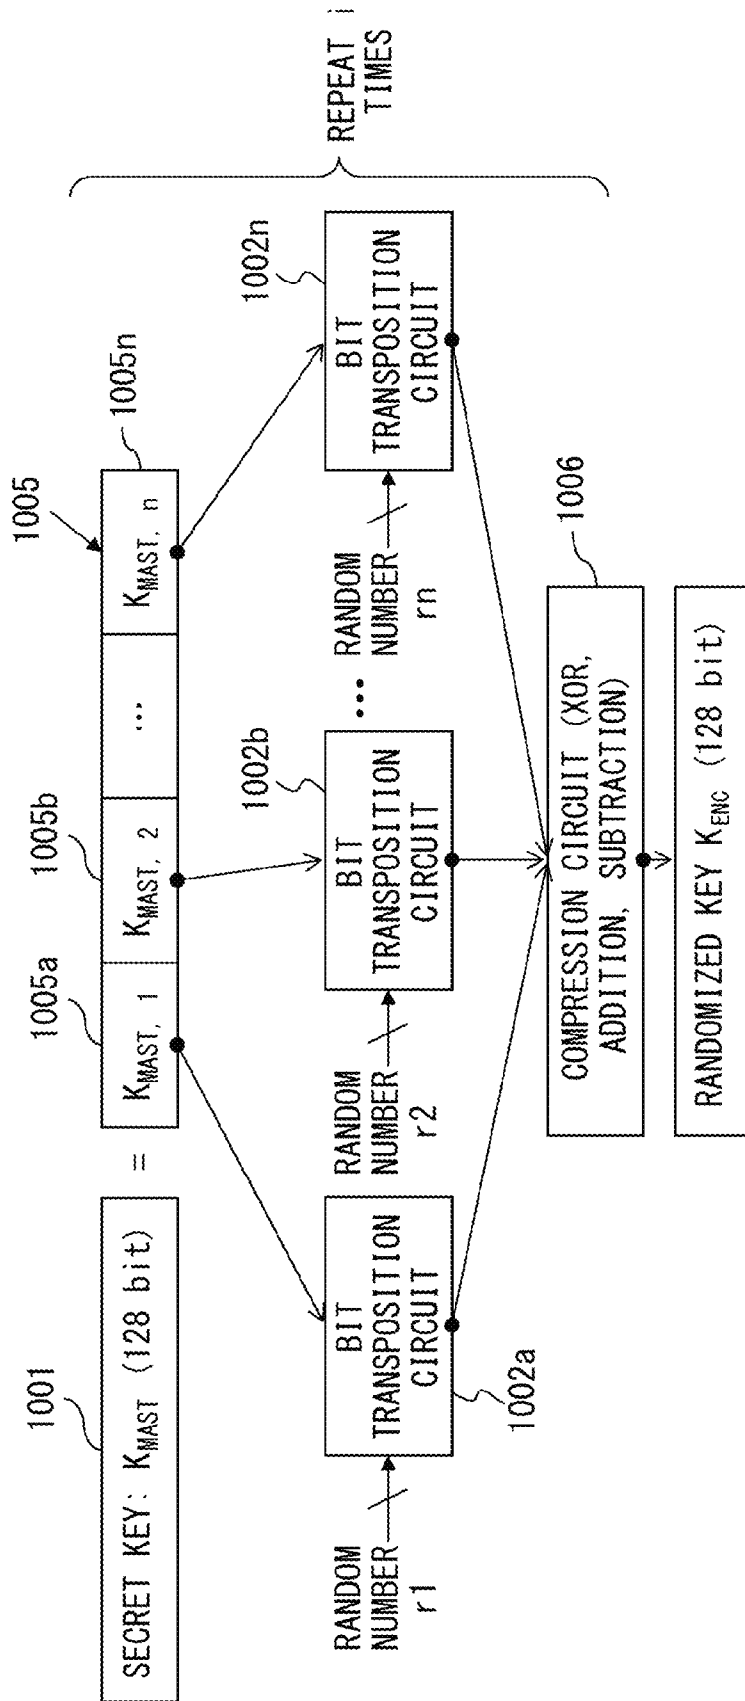 1001
SECRET KEY: K_MAST (128 bit)
=
1005a
1005b
1005
1005n
K_MAST, 1
K_MAST, 2
...
K_MAST, n
REPEAT i
TIMES
RANDOM
NUMBER
r1
BIT
TRANSPOSITION
CIRCUIT
1002a
RANDOM
NUMBER
r2
BIT
TRANSPOSITION
CIRCUIT
1002b
...
RANDOM
NUMBER
rn
BIT
TRANSPOSITION
CIRCUIT
1002n
COMPRESSION CIRCUIT (XOR,
ADDITION, SUBTRACTION)
1006
RANDOMIZED KEY K_ENC (128 bit)